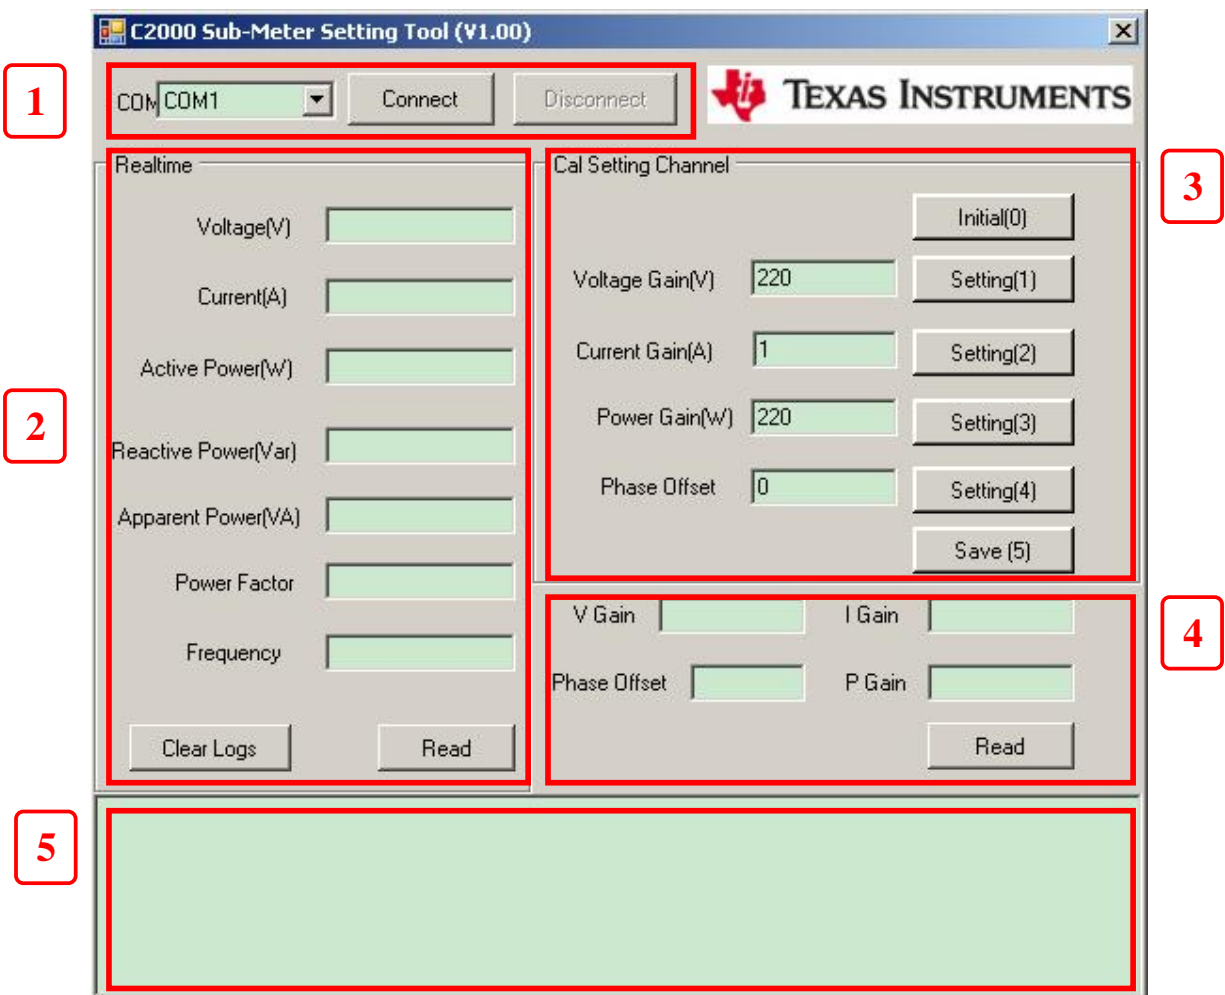 C2000 Sub-Meter Setting Tool (V1.00)
1
COM COM1 Connect Disconnect
TEXAS INSTRUMENTS
2
Realtime
Voltage(V)
Current(A)
Active Power(W)
Reactive Power(Var)
Apparent Power(VA)
Power Factor
Frequency
Clear Logs Read
3
Cal Setting Channel
Initial(0)
Voltage Gain(V) 220 Setting(1)
Current Gain(A) 1 Setting(2)
Power Gain(W) 220 Setting(3)
Phase Offset 0 Setting(4)
Save (5)
4
V Gain I Gain
Phase Offset P Gain
Read
5